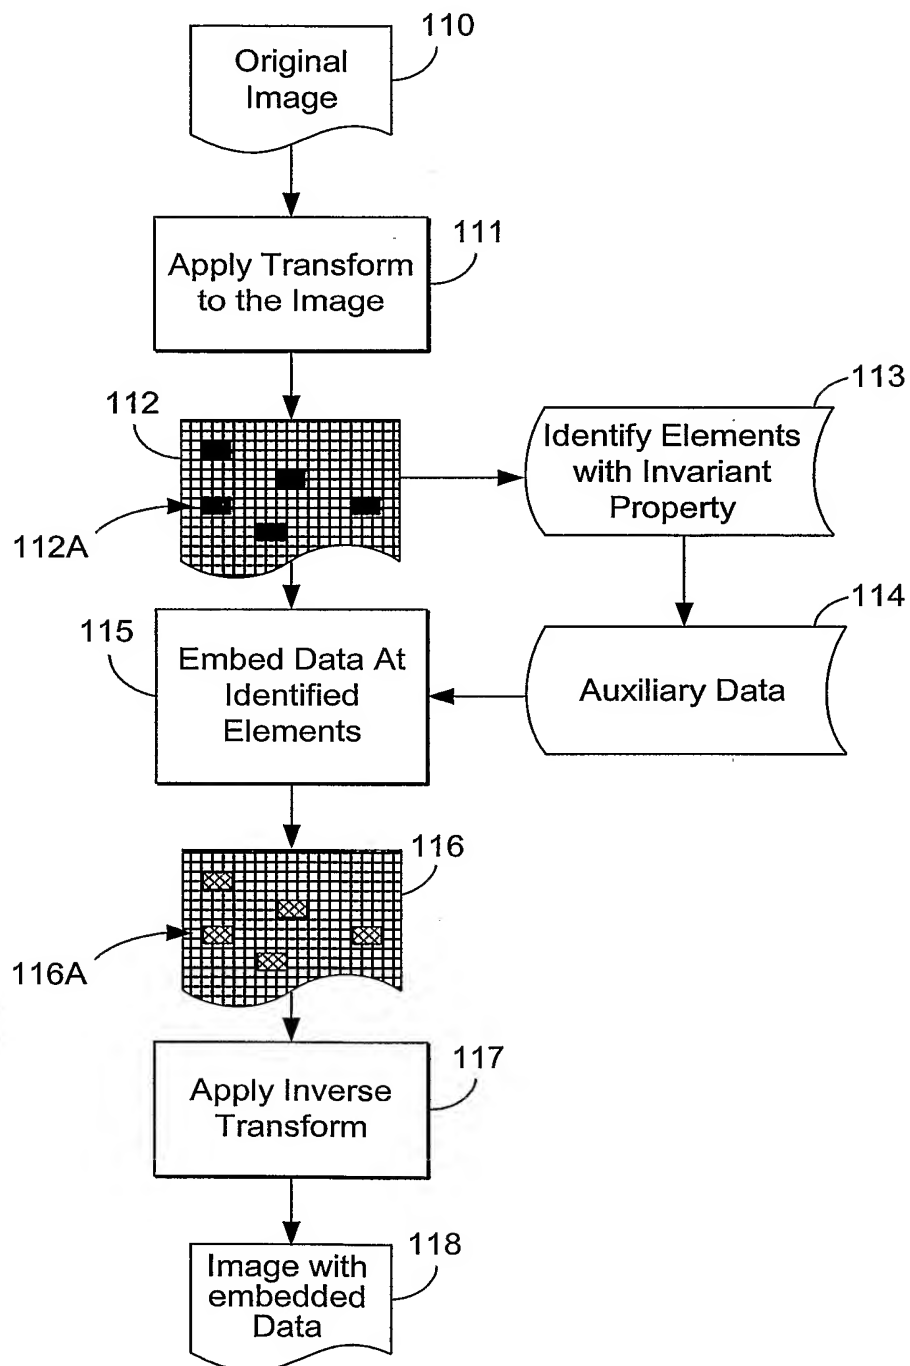 110
Original
Image
111
Apply Transform
to the Image
112
113
Identify Elements
with Invariant
Property
112A
115
114
Embed Data At
Identified
Elements
Auxiliary Data
116
116A
117
Apply Inverse
Transform
118
Image with
embedded
Data